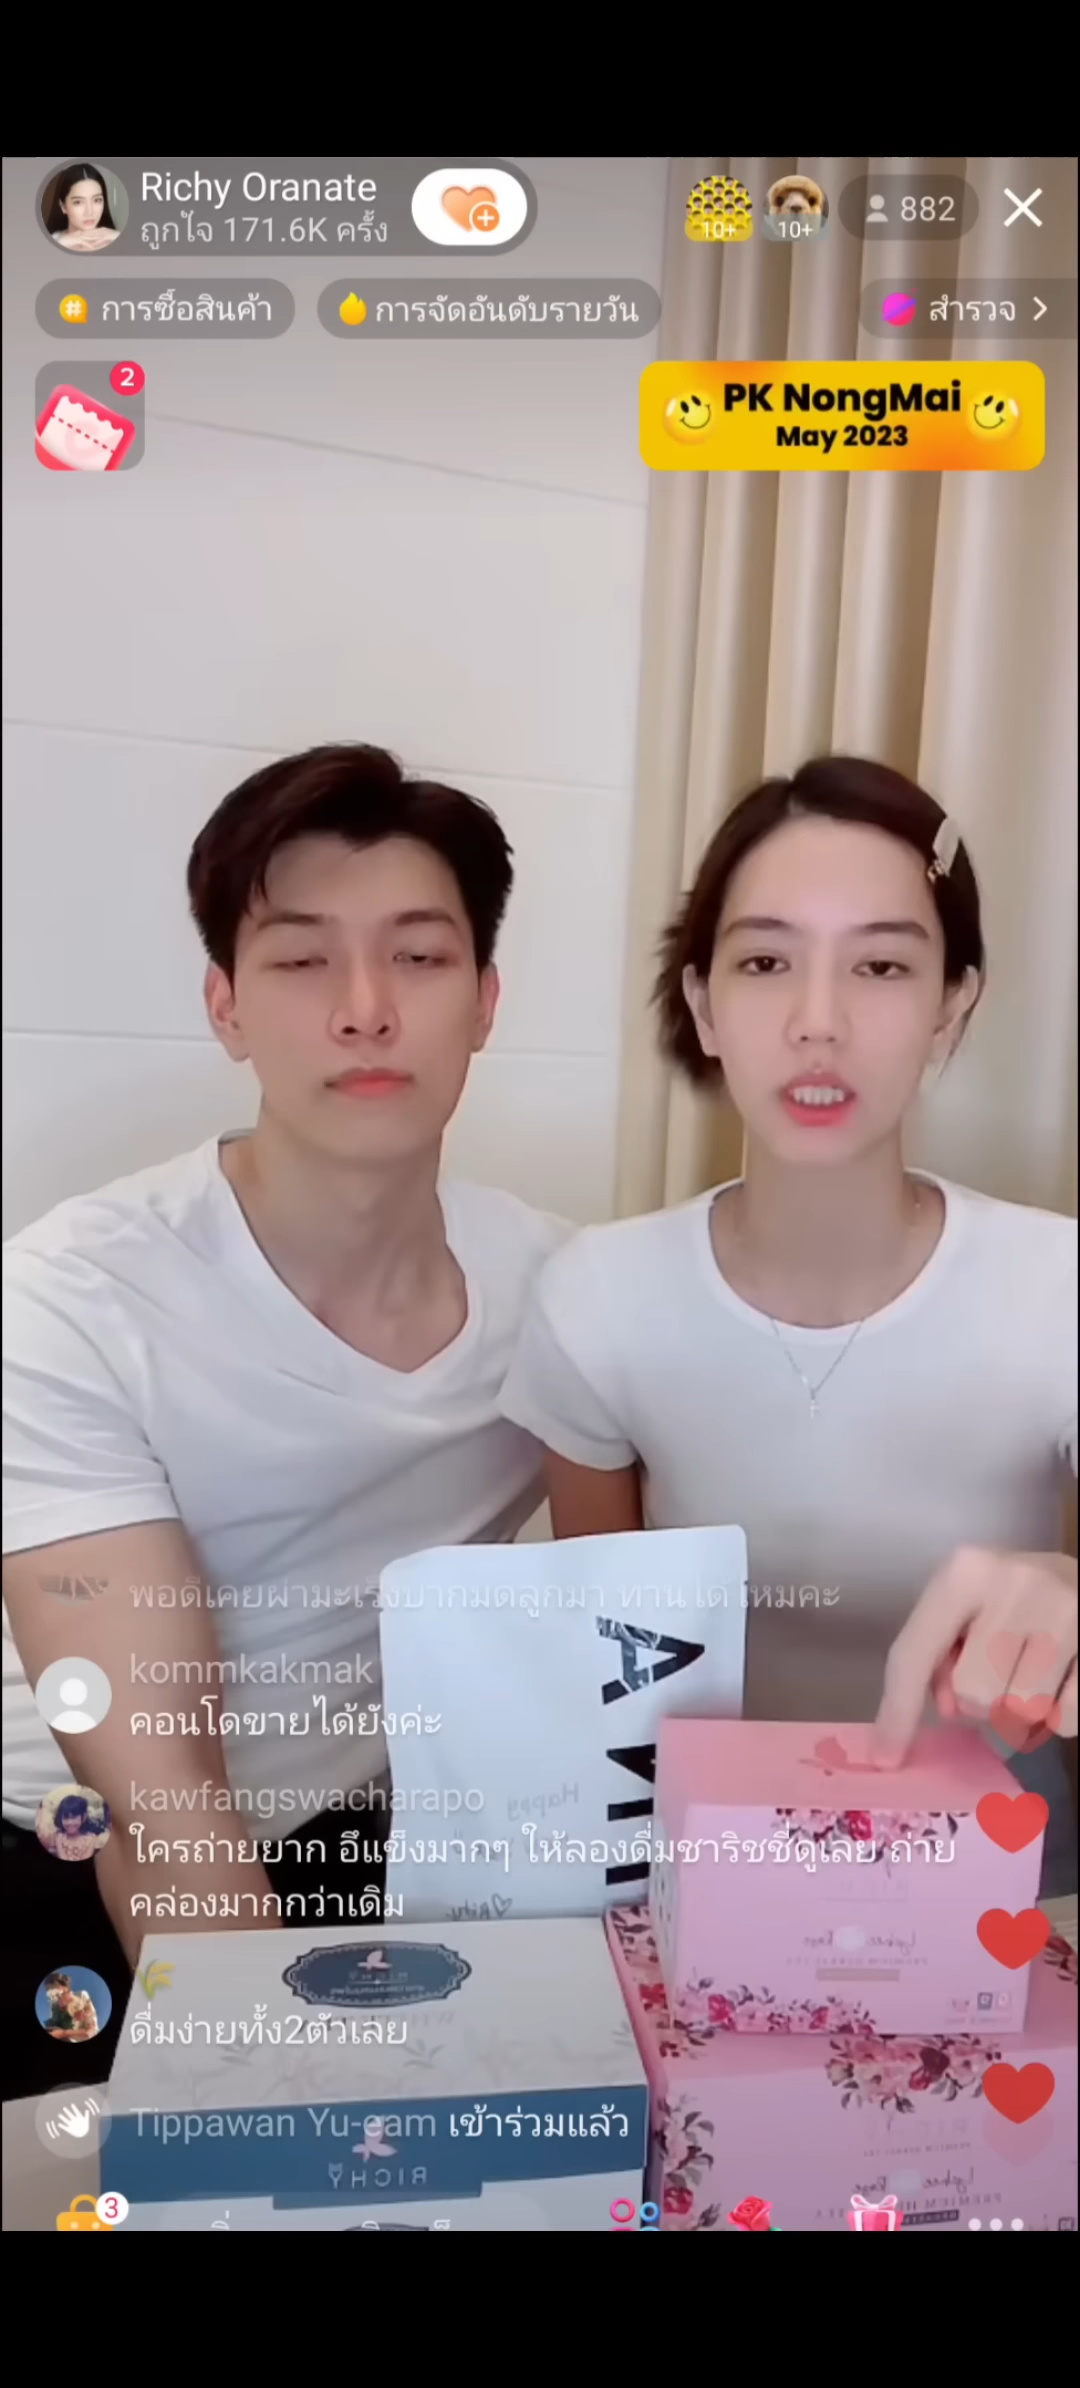 Richy Oranate
ถูกใจ 171.6K ครั้ง
10+
10+
882
การซื้อสินค้า
การจัดอันดับรายวัน
สำรวจ
2
PK NongMai
May 2023
พอดีเคยผ่ามะเร็งปากมดลูกมา ทานได้ไหมคะ
kommkakmak
คอนโดขายได้ยังค่ะ
kawfangswacharapo
ใครถ่ายยาก อึแข็งมากๆ ให้ลองดื่มชาริชชี่ดูเลย ถ่าย
คล่องมากกว่าเดิม
ดื่มง่ายทั้ง2ตัวเลย
Tippawan Yu-eam เข้าร่วมแล้ว
RICHY
3